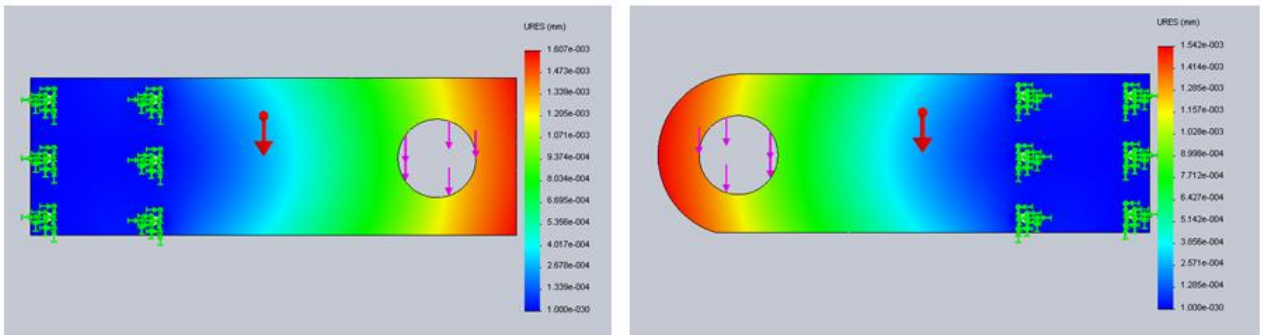 URES (mm)
1.607e-003
1.473e-003
1.339e-003
1.205e-003
1.071e-003
9.374e-004
8.034e-004
6.695e-004
5.356e-004
4.017e-004
2.678e-004
1.339e-004
1.000e-030
URES (mm)
1.542e-003
1.414e-003
1.285e-003
1.157e-003
1.028e-003
8.998e-004
7.712e-004
6.427e-004
5.142e-004
3.856e-004
2.571e-004
1.285e-004
1.000e-030